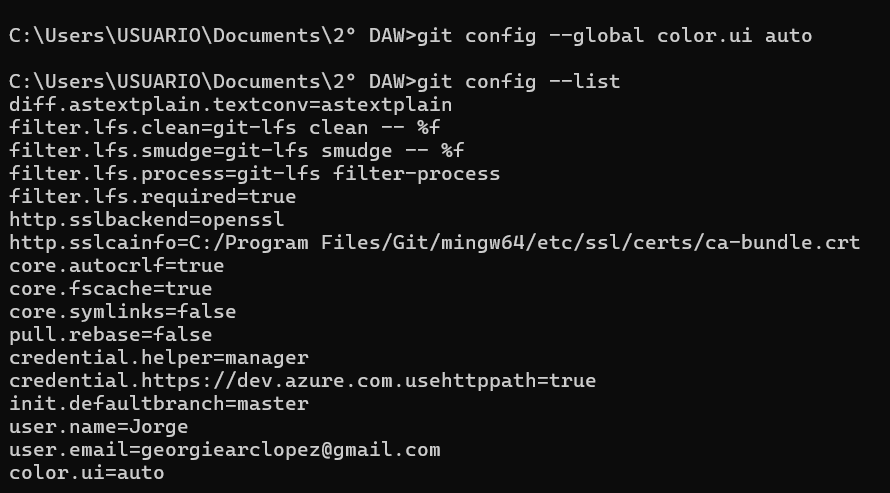 C:\Users\USUARIO\Documents\2° DAW>git config --global color.ui auto
C:\Users\USUARIO\Documents\2° DAW>git config --list
diff.astextplain.textconv=astextplain
filter.lfs.clean=git-lfs clean -- %f
filter.lfs.smudge=git-lfs smudge -- %f
filter.lfs.process=git-lfs filter-process
filter.lfs.required=true
http.sslbackend=openssl
http.sslcainfo=C:/Program Files/Git/mingw64/etc/ssl/certs/ca-bundle.crt
core.autocrlf=true
core.fscache=true
core.symlinks=false
pull.rebase=false
credential.helper=manager
credential.https://dev.azure.com.usehttppath=true
init.defaultbranch=master
user.name=Jorge
user.email=georgiearclopez@gmail.com
color.ui=auto